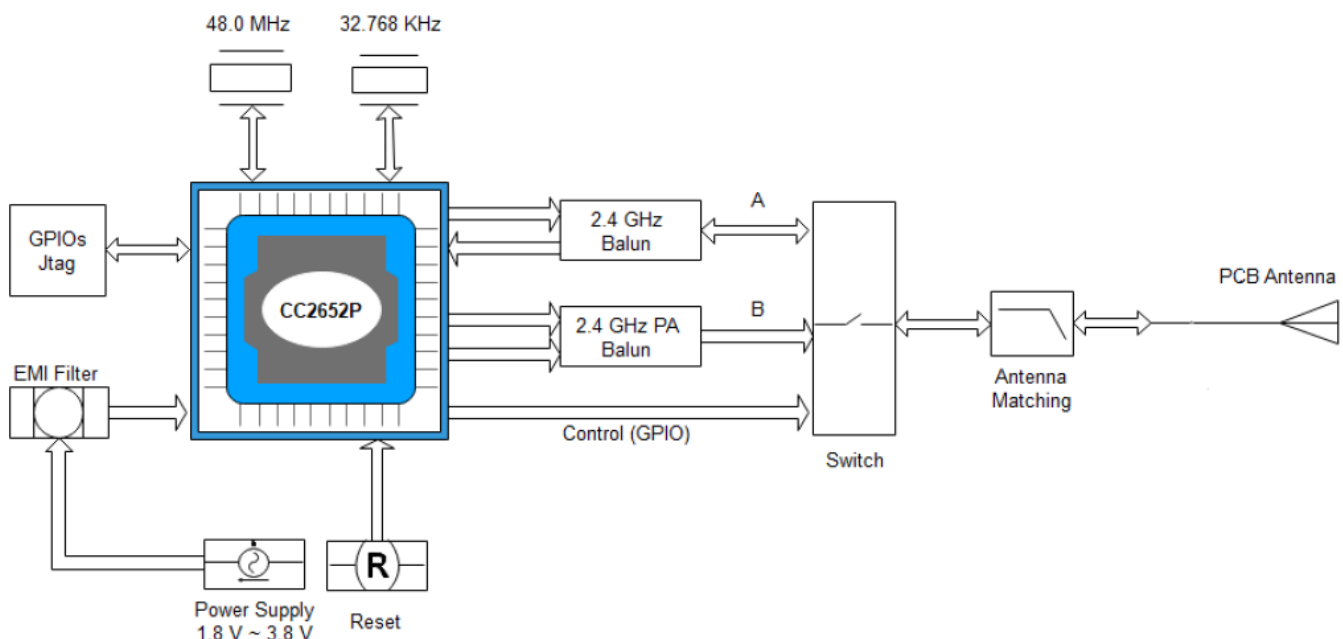 48.0 MHz
32.768 KHz
GPIOs
Jtag
CC2652P
2.4 GHz
Balun
A
2.4 GHz PA
Balun
B
PCB Antenna
EMI Filter
Control (GPIO)
Switch
Antenna
Matching
R
Power Supply
1.8 V ~ 3.8 V
Reset